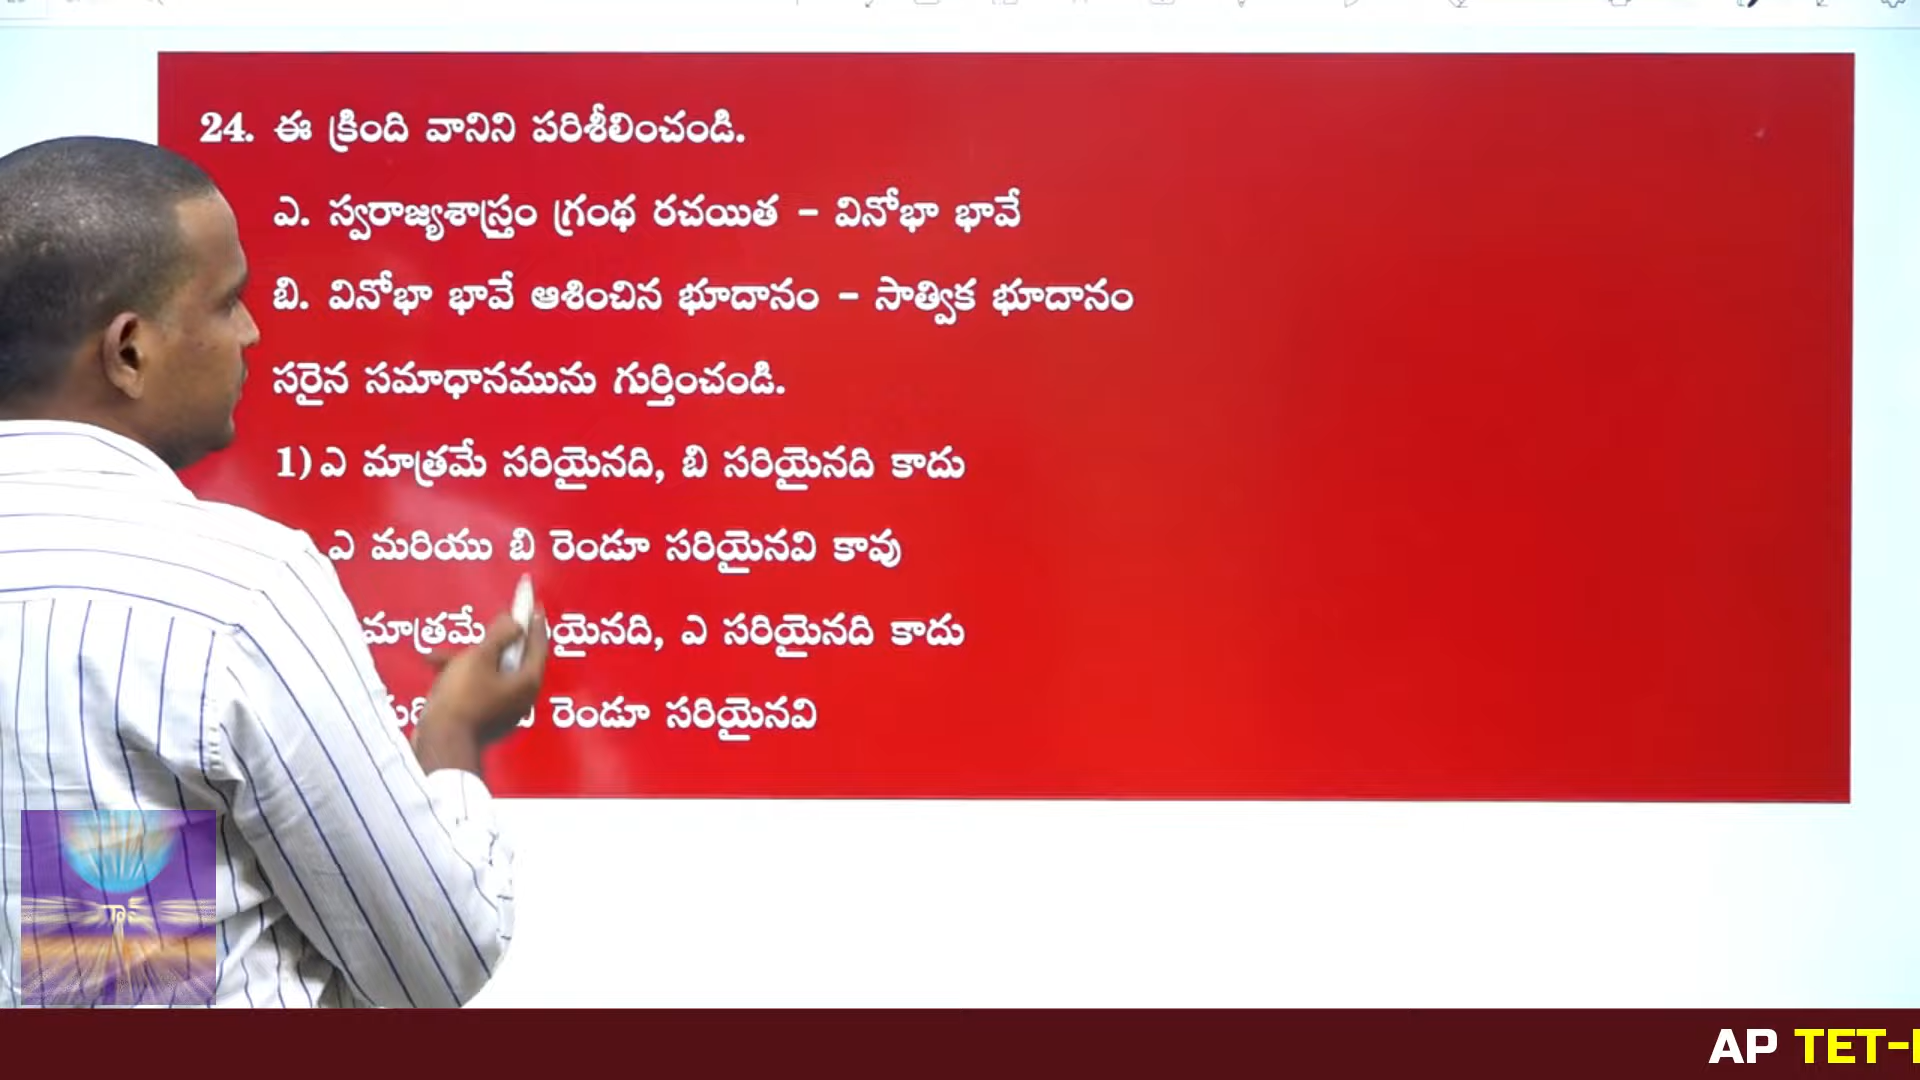 24. ఈ క్రింది వానిని పరిశీలించండి.
ఎ. స్వరాజ్యశాస్త్రం గ్రంథ రచయిత – వినోభా భావే
బి. వినోభా భావే ఆశించిన భూదానం – సాత్విక భూదానం
సరైన సమాధానమును గుర్తించండి.
1) ఎ మాత్రమే సరియైనది, బి సరియైనది కాదు
ఎ మరియు బి రెండూ సరియైనవి కావు
మాత్రమే ఎ సరియైనది కాదు
రెండూ సరియైనవి
AP TET-